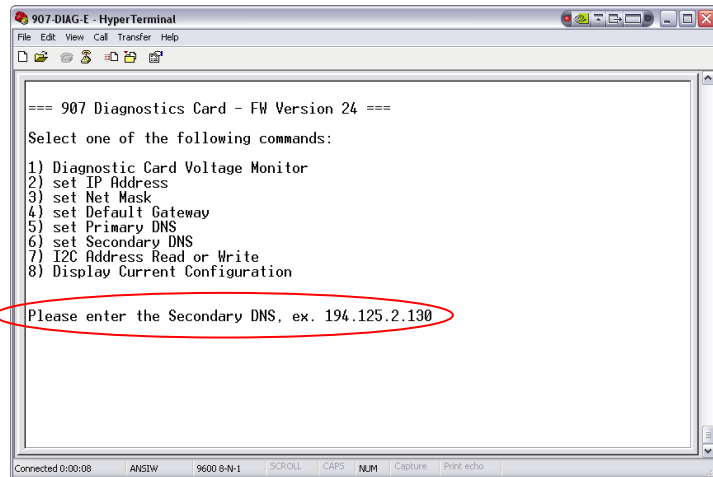 907-DIAG-E - HyperTerminal
File Edit View Call Transfer Help
=== 907 Diagnostics Card - FW Version 24 ===
Select one of the following commands:
1) Diagnostic Card Voltage Monitor
2) set IP Address
3) set Net Mask
4) set Default Gateway
5) set Primary DNS
6) set Secondary DNS
7) I2C Address Read or Write
8) Display Current Configuration
Please enter the Secondary DNS, ex. 194.125.2.130
Connected 0:00:08 ANSIW 9600 8-N-1 SCROLL CAPS NUM Capture Print echo